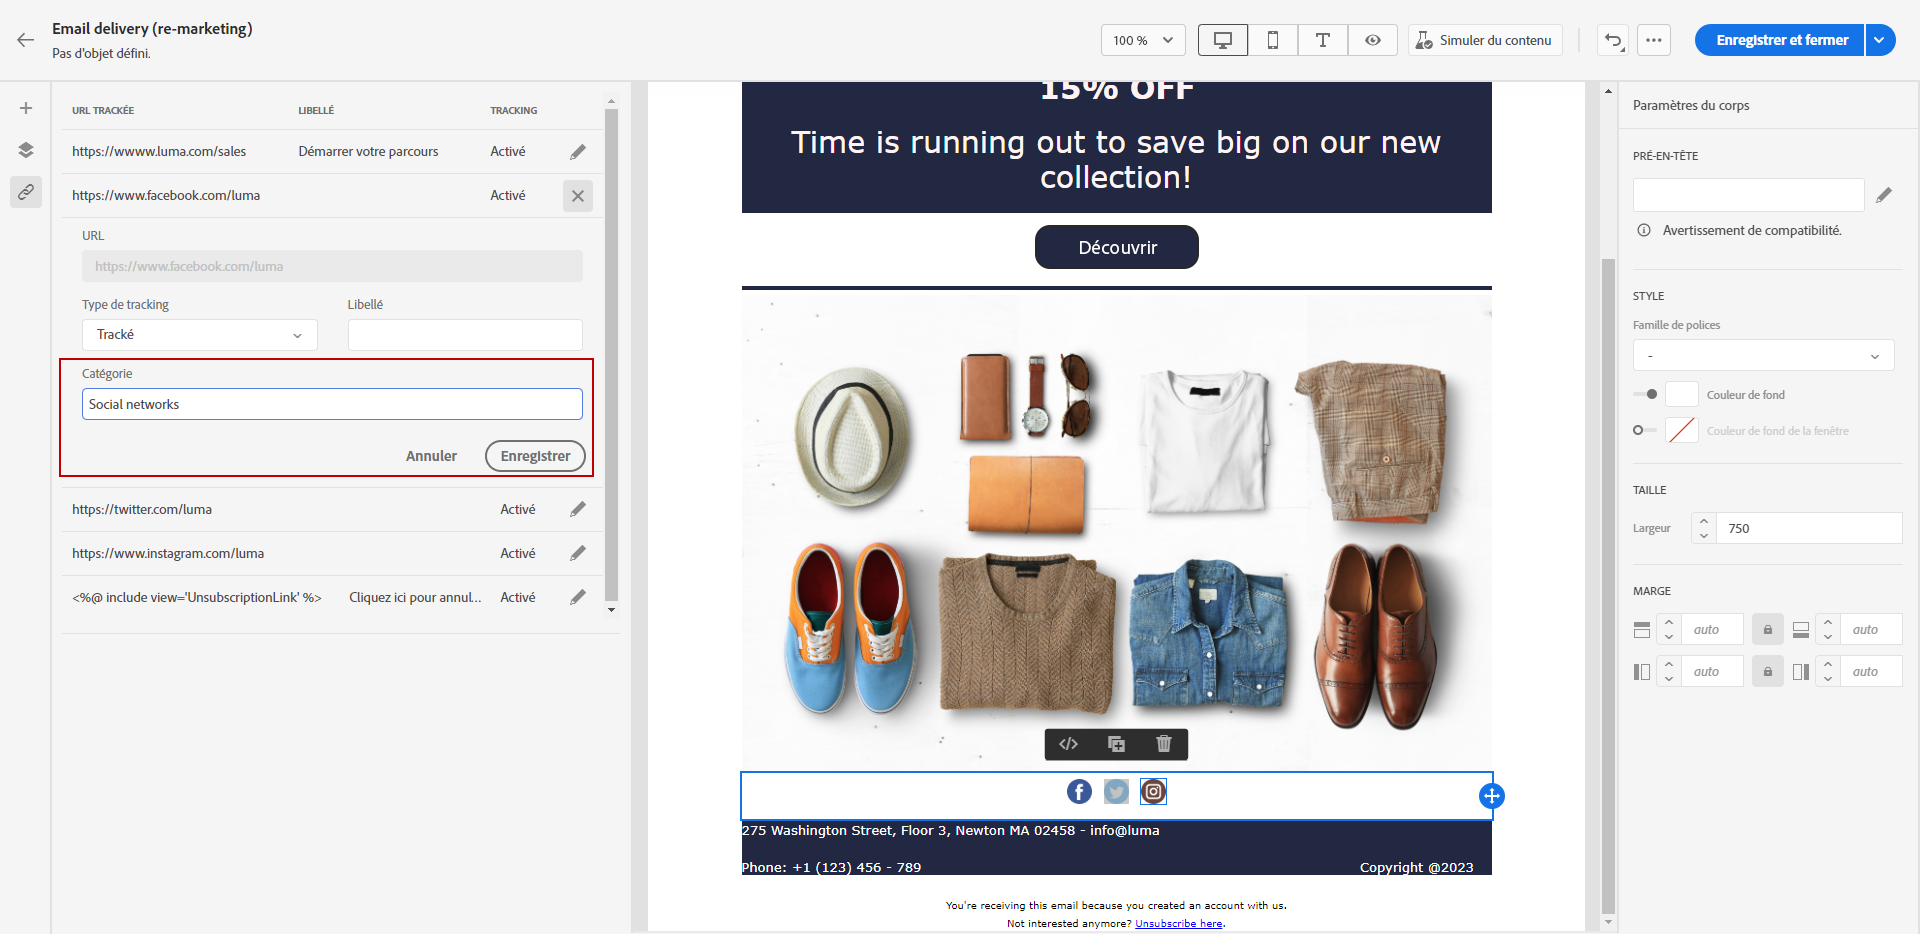 Email delivery (re-marketing)
Pas d'objet défini.
100 %
Simuler du contenu
Enregistrer et fermer
URL TRACKÉE LIBELLÉ TRACKING
https://wwww.luma.com/sales Démarrer votre parcours Activé
https://www.facebook.com/luma Activé
URL
https://www.facebook.com/luma
Type de tracking Libellé
Tracké
Catégorie
Social networks
Annuler Enregistrer
https://twitter.com/luma Activé
https://www.instagram.com/luma Activé
<%@ include view='UnsubscriptionLink' %> Cliquez ici pour annul... Activé
15% OFF
Time is running out to save big on our new
collection!
Découvrir
275 Washington Street, Floor 3, Newton MA 02458 - info@luma
Phone: +1 (123) 456 - 789 Copyright @2023
You're receiving this email because you created an account with us.
Not interested anymore? Unsubscribe here.
Paramètres du corps
PRÉ-EN-TÊTE
Avertissement de compatibilité.
STYLE
Famille de polices
-
Couleur de fond
Couleur de fond de la fenêtre
TAILLE
Largeur 750
MARGE
auto auto
auto auto